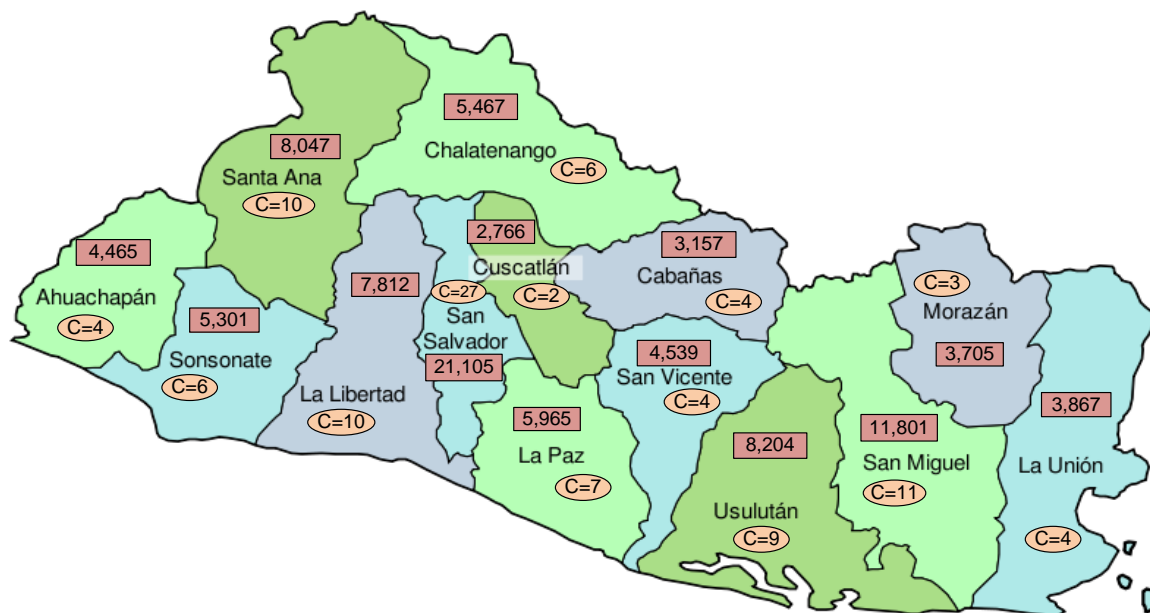 5,467
Chalatenango
C=6
8,047
Santa Ana
C=10
4,465
Ahuachapán
C=4
5,301
Sonsonate
C=6
7,812
La Libertad
C=10
C=27
San
Salvador
21,105
2,766
Cuscatlán
C=2
3,157
Cabañas
C=4
4,539
San Vicente
C=4
5,965
La Paz
C=7
8,204
Usulután
C=9
11,801
San Miguel
C=11
C=3
Morazán
3,705
3,867
La Unión
C=4